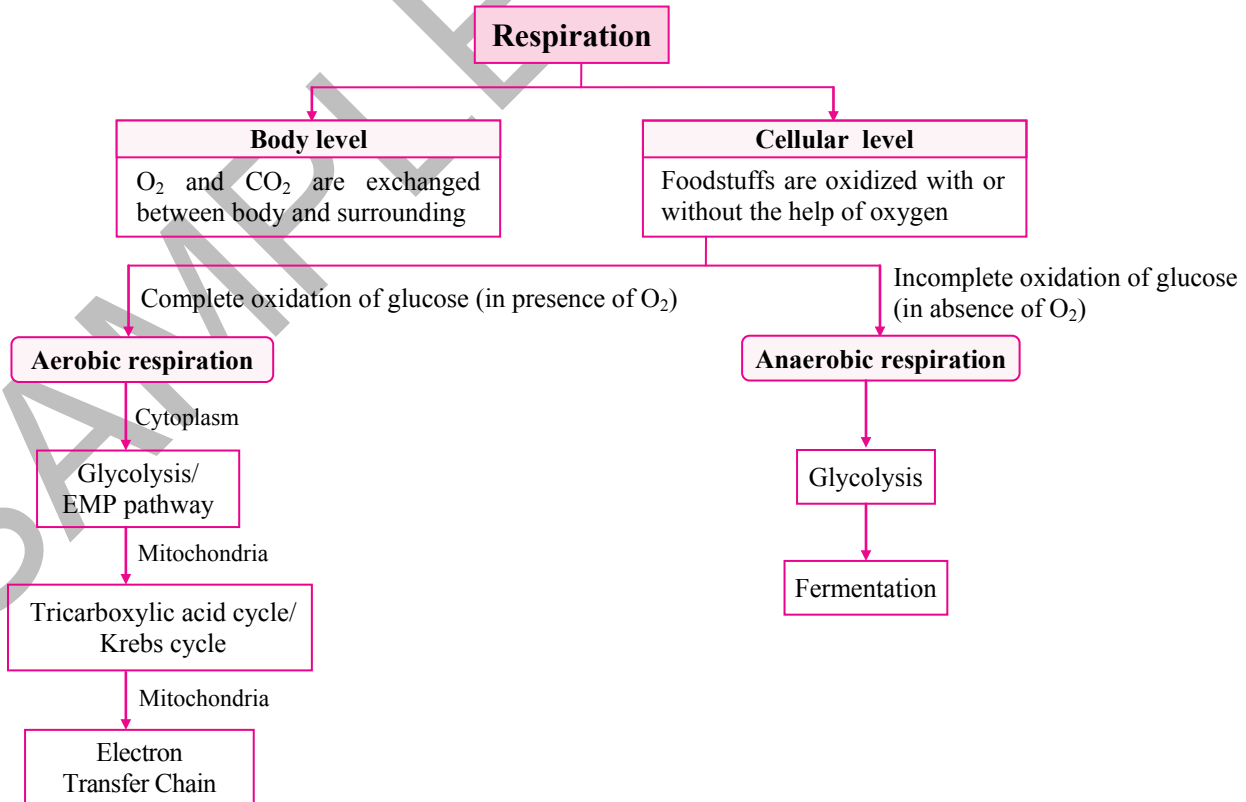 Respiration
Body level
O₂ and CO₂ are exchanged
between body and surrounding
Cellular level
Foodstuffs are oxidized with or
without the help of oxygen
Complete oxidation of glucose (in presence of O₂)
Incomplete oxidation of glucose
(in absence of O₂)
Aerobic respiration
Anaerobic respiration
Cytoplasm
Glycolysis/
EMP pathway
Glycolysis
Mitochondria
Fermentation
Tricarboxylic acid cycle/
Krebs cycle
Mitochondria
Electron
Transfer Chain
SAMPLE